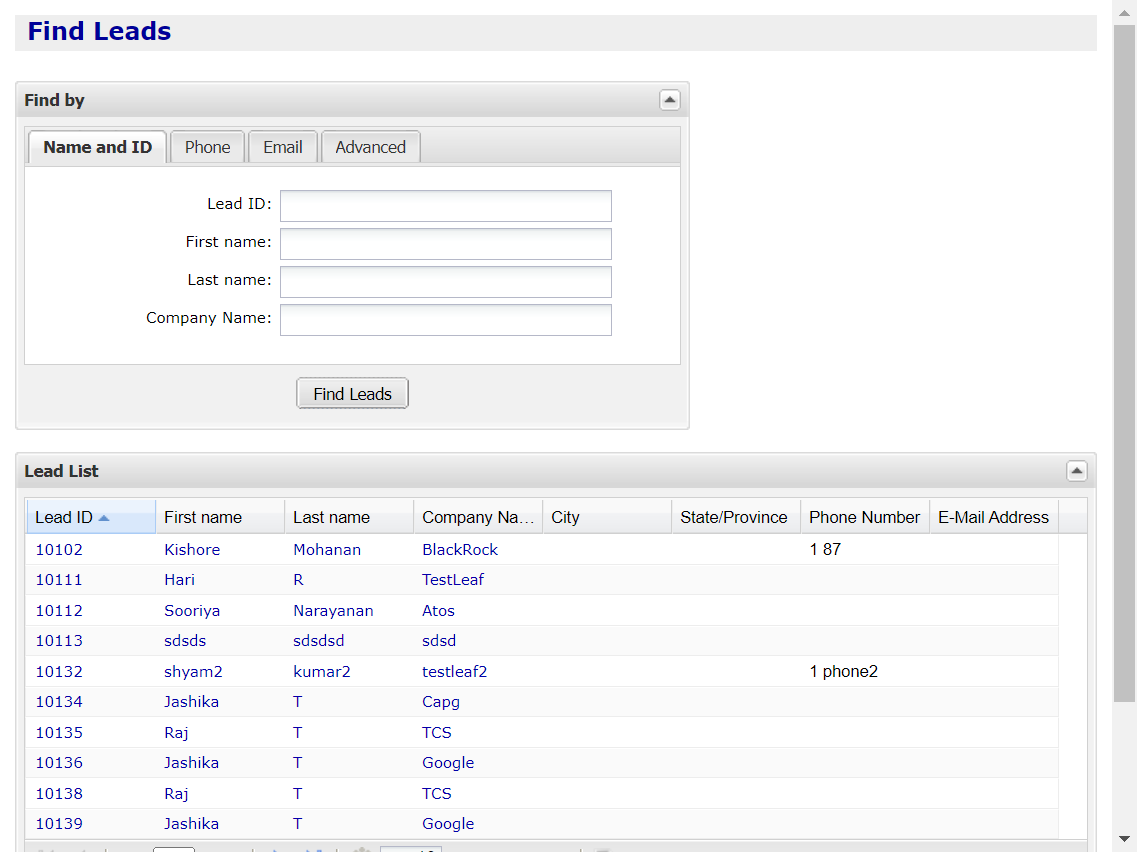 Find Leads
Find by
Name and ID Phone Email Advanced
Lead ID:
First name:
Last name:
Company Name:
Find Leads
Lead List
Lead ID First name Last name Company Na... City State/Province Phone Number E-Mail Address
10102 Kishore Mohanan BlackRock 1 87
10111 Hari R TestLeaf
10112 Sooriya Narayanan Atos
10113 sdsds sdsdsd sdsd
10132 shyam2 kumar2 testleaf2 1 phone2
10134 Jashika T Capg
10135 Raj T TCS
10136 Jashika T Google
10138 Raj T TCS
10139 Jashika T Google